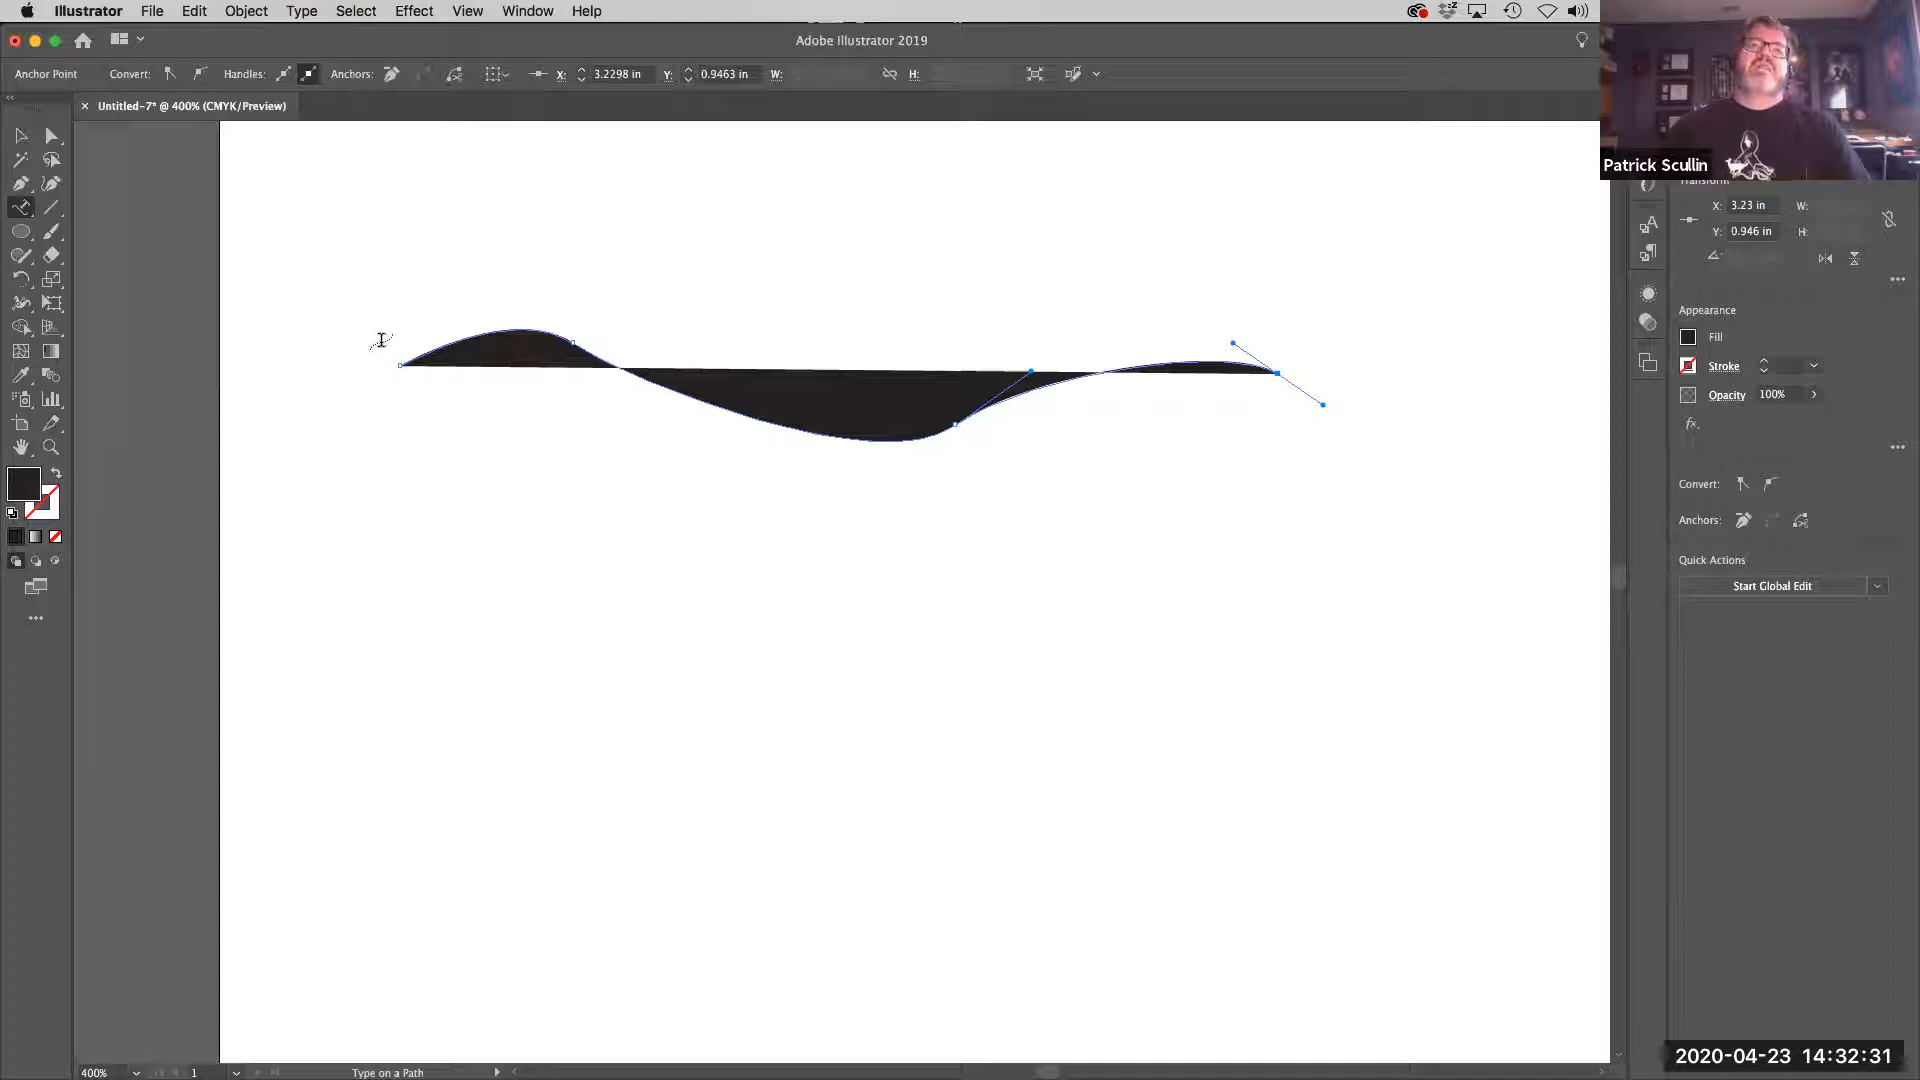 Illustrator File Edit Object Type Select Effect View Window Help
Adobe Illustrator 2019
Anchor Point Convert: Handles: Anchors: X: 3.2298 in Y: 0.9463 in W: H:
× Untitled-7* @ 400% (CMYK/Preview)
Patrick Scullin
Transform
X: 3.23 in W:
Y: 0.946 in H:
Appearance
Fill
Stroke
Opacity 100%
fx.
Convert:
Anchors:
Quick Actions
Start Global Edit
400% 1 Type on a Path
2020-04-23 14:32:31